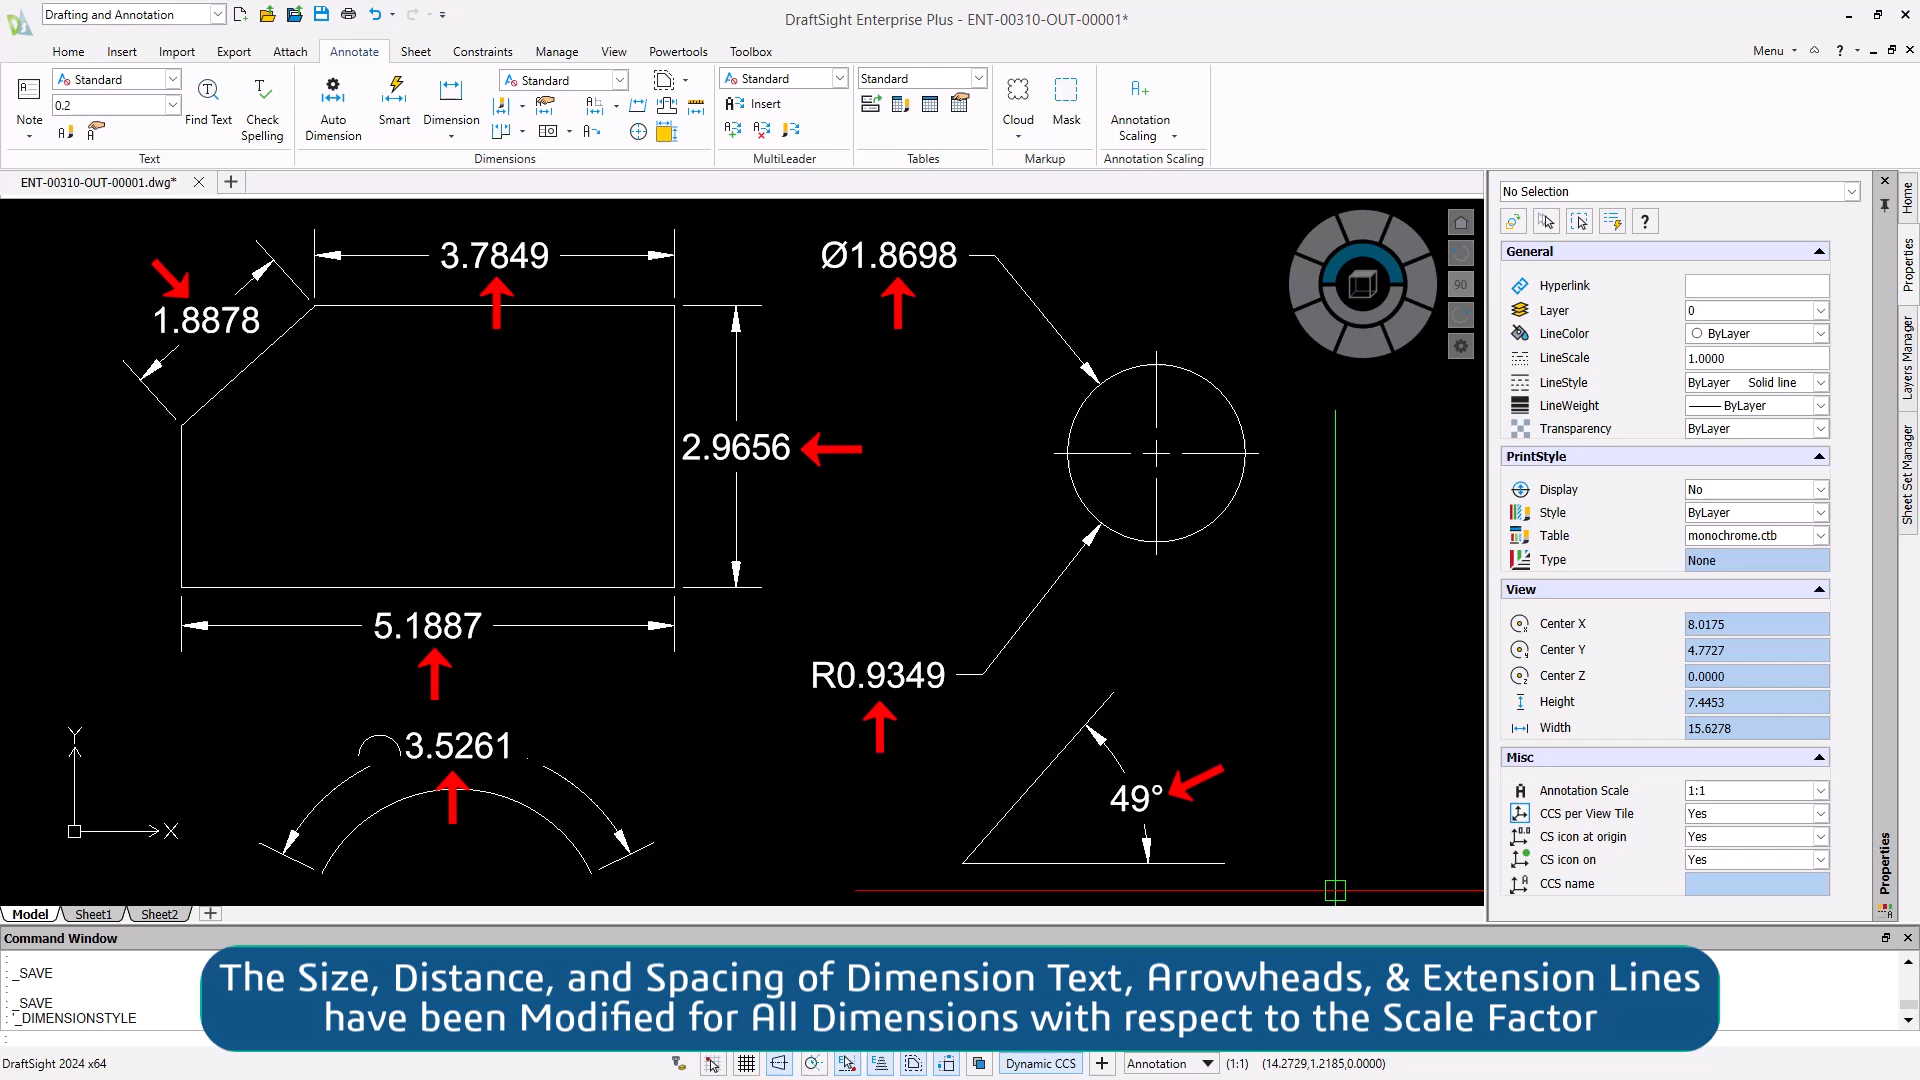 Drafting and Annotation
DraftSight Enterprise Plus - ENT-00310-OUT-00001*
Home Insert Import Export Attach Annotate Sheet Constraints Manage View Powertools Toolbox
Menu ?
Note
Standard
0.2
Find Text
Check Spelling
Text
Auto Dimension
Smart
Dimension
Standard
Dimensions
Standard
Insert
MultiLeader
Standard
Tables
Cloud
Mask
Markup
Annotation Scaling
Annotation Scaling
ENT-00310-OUT-00001.dwg*
3.7849
1.8878
2.9656
5.1887
3.5261
Ø1.8698
R0.9349
49°
Y
X
90
No Selection
?
General
Hyperlink
Layer 0
LineColor ByLayer
LineScale 1.0000
LineStyle ByLayer Solid line
LineWeight ByLayer
Transparency ByLayer
PrintStyle
Display No
Style ByLayer
Table monochrome.ctb
Type None
View
Center X 8.0175
Center Y 4.7727
Center Z 0.0000
Height 7.4453
Width 15.6278
Misc
Annotation Scale 1:1
CCS per View Tile Yes
CS icon at origin Yes
CS icon on Yes
CCS name
Properties
Home
Properties
Layers Manager
Sheet Set Manager
Model Sheet1 Sheet2
Command Window
:
: _SAVE
:
: '_SAVE
: '_DIMENSIONSTYLE
:
The Size, Distance, and Spacing of Dimension Text, Arrowheads, & Extension Lines
have been Modified for All Dimensions with respect to the Scale Factor
DraftSight 2024 x64
Dynamic CCS
Annotation
(1:1)
(14.2729,1.2185,0.0000)